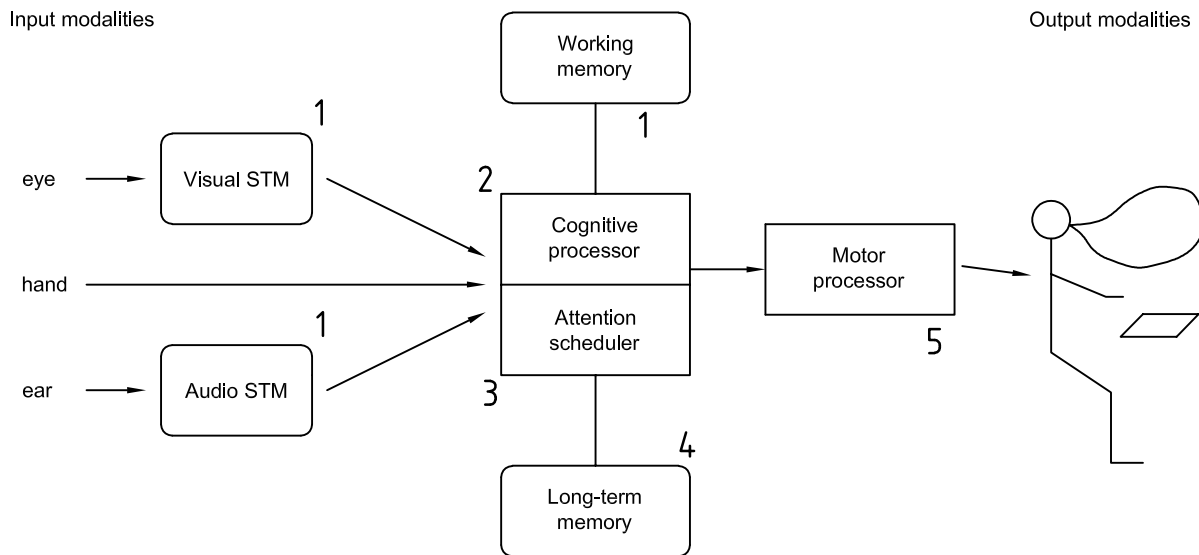 Input modalities
Output modalities
Working
memory
1
1
eye
Visual STM
2
Cognitive
processor
Motor
processor
hand
1
Attention
scheduler
5
ear
Audio STM
3
4
Long-term
memory